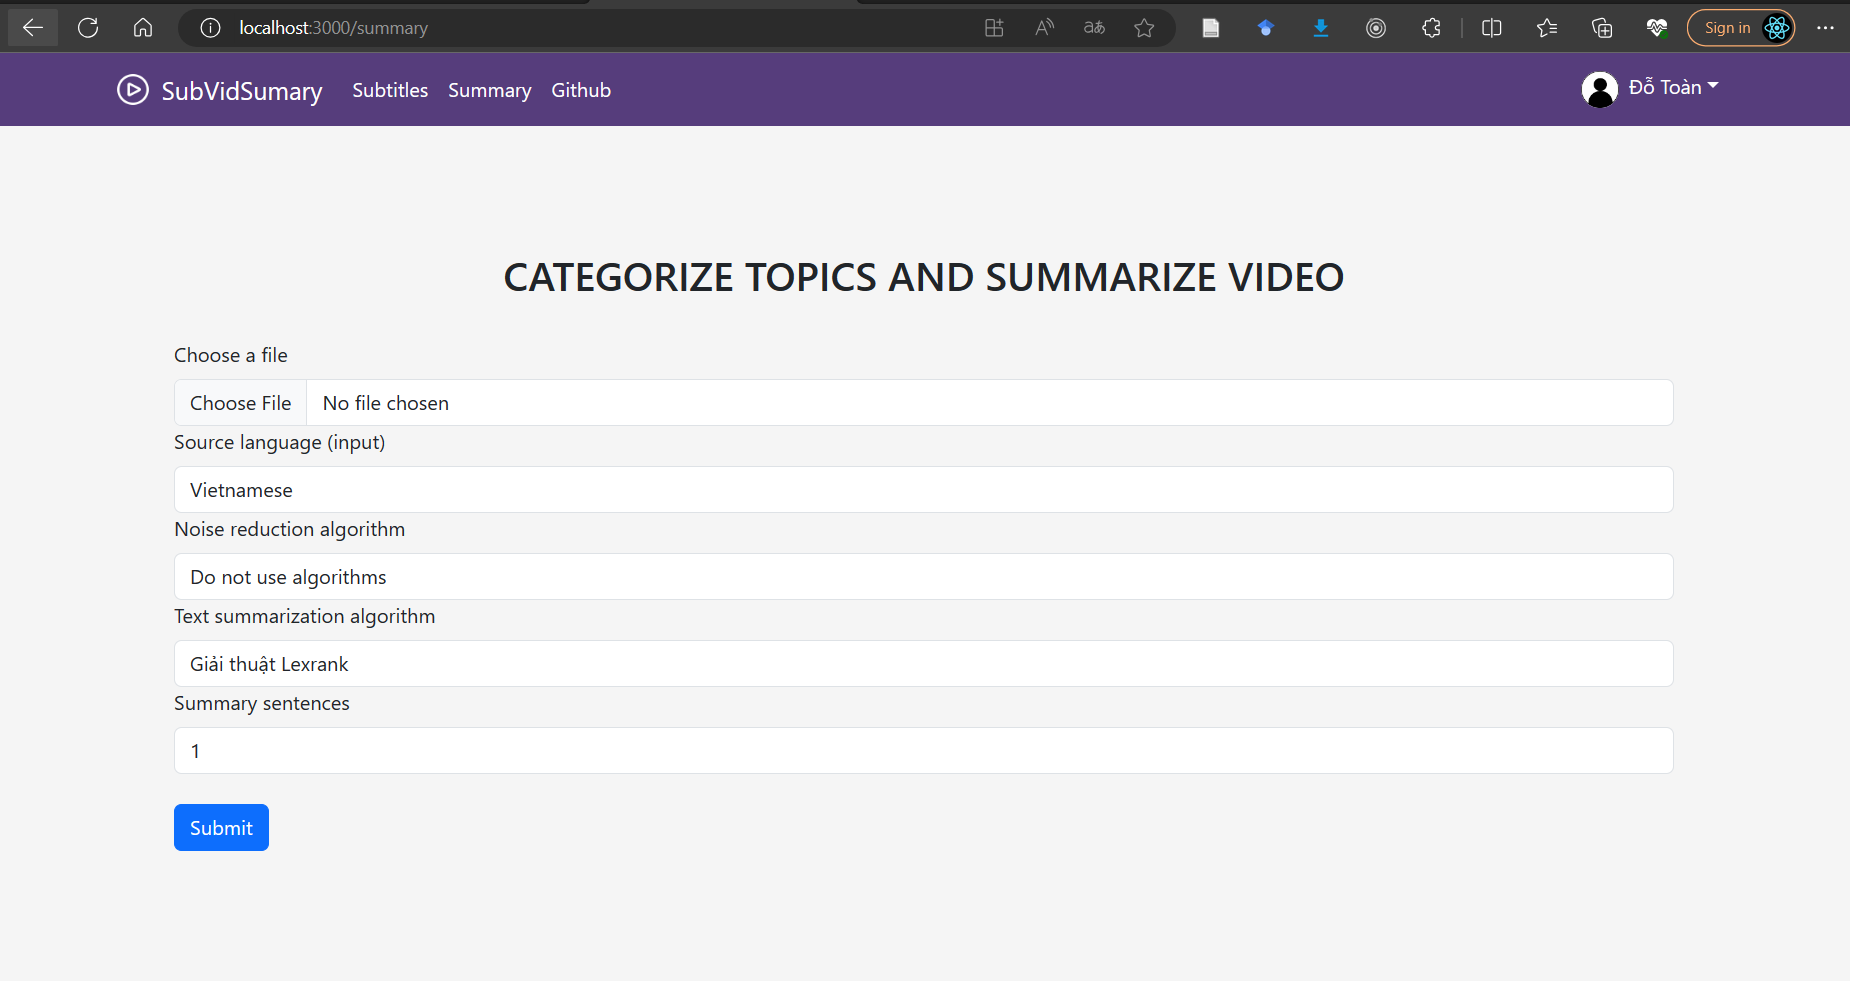 localhost:3000/summary
Sign in
SubVidSumary Subtitles Summary Github Đỗ Toàn
CATEGORIZE TOPICS AND SUMMARIZE VIDEO
Choose a file
Choose File No file chosen
Source language (input)
Vietnamese
Noise reduction algorithm
Do not use algorithms
Text summarization algorithm
Giải thuật Lexrank
Summary sentences
1
Submit